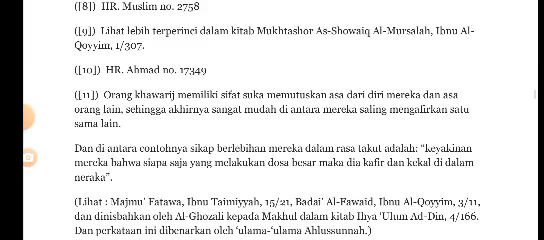 ([8]) HR. Muslim no. 2758
([9]) Lihat lebih terperinci dalam kitab Mukhtashor As-Showaiq Al-Mursalah, Ibnu Al-
Qoyyim, 1/307.
([10]) HR. Ahmad no. 17349
([11]) Orang khawarij memiliki sifat suka memutuskan asa dari diri mereka dan asa
orang lain, sehingga akhirnya sangat mudah di antara mereka saling mengafirkan satu
sama lain.
Dan di antara contohnya sikap berlebihan mereka dalam rasa takut adalah: “keyakinan
mereka bahwa siapa saja yang melakukan dosa besar maka dia kafir dan kekal di dalam
neraka”.
(Lihat : Majmu’ Fatawa, Ibnu Taimiyyah, 15/21, Badai’ Al-Fawaid, Ibnu Al-Qoyyim, 3/11,
dan dinisbahkan oleh Al-Ghozali kepada Makhul dalam kitab Ihya ‘Ulum Ad-Din, 4/166.
Dan perkataan ini dibenarkan oleh ‘ulama-‘ulama Ahlussunnah.)